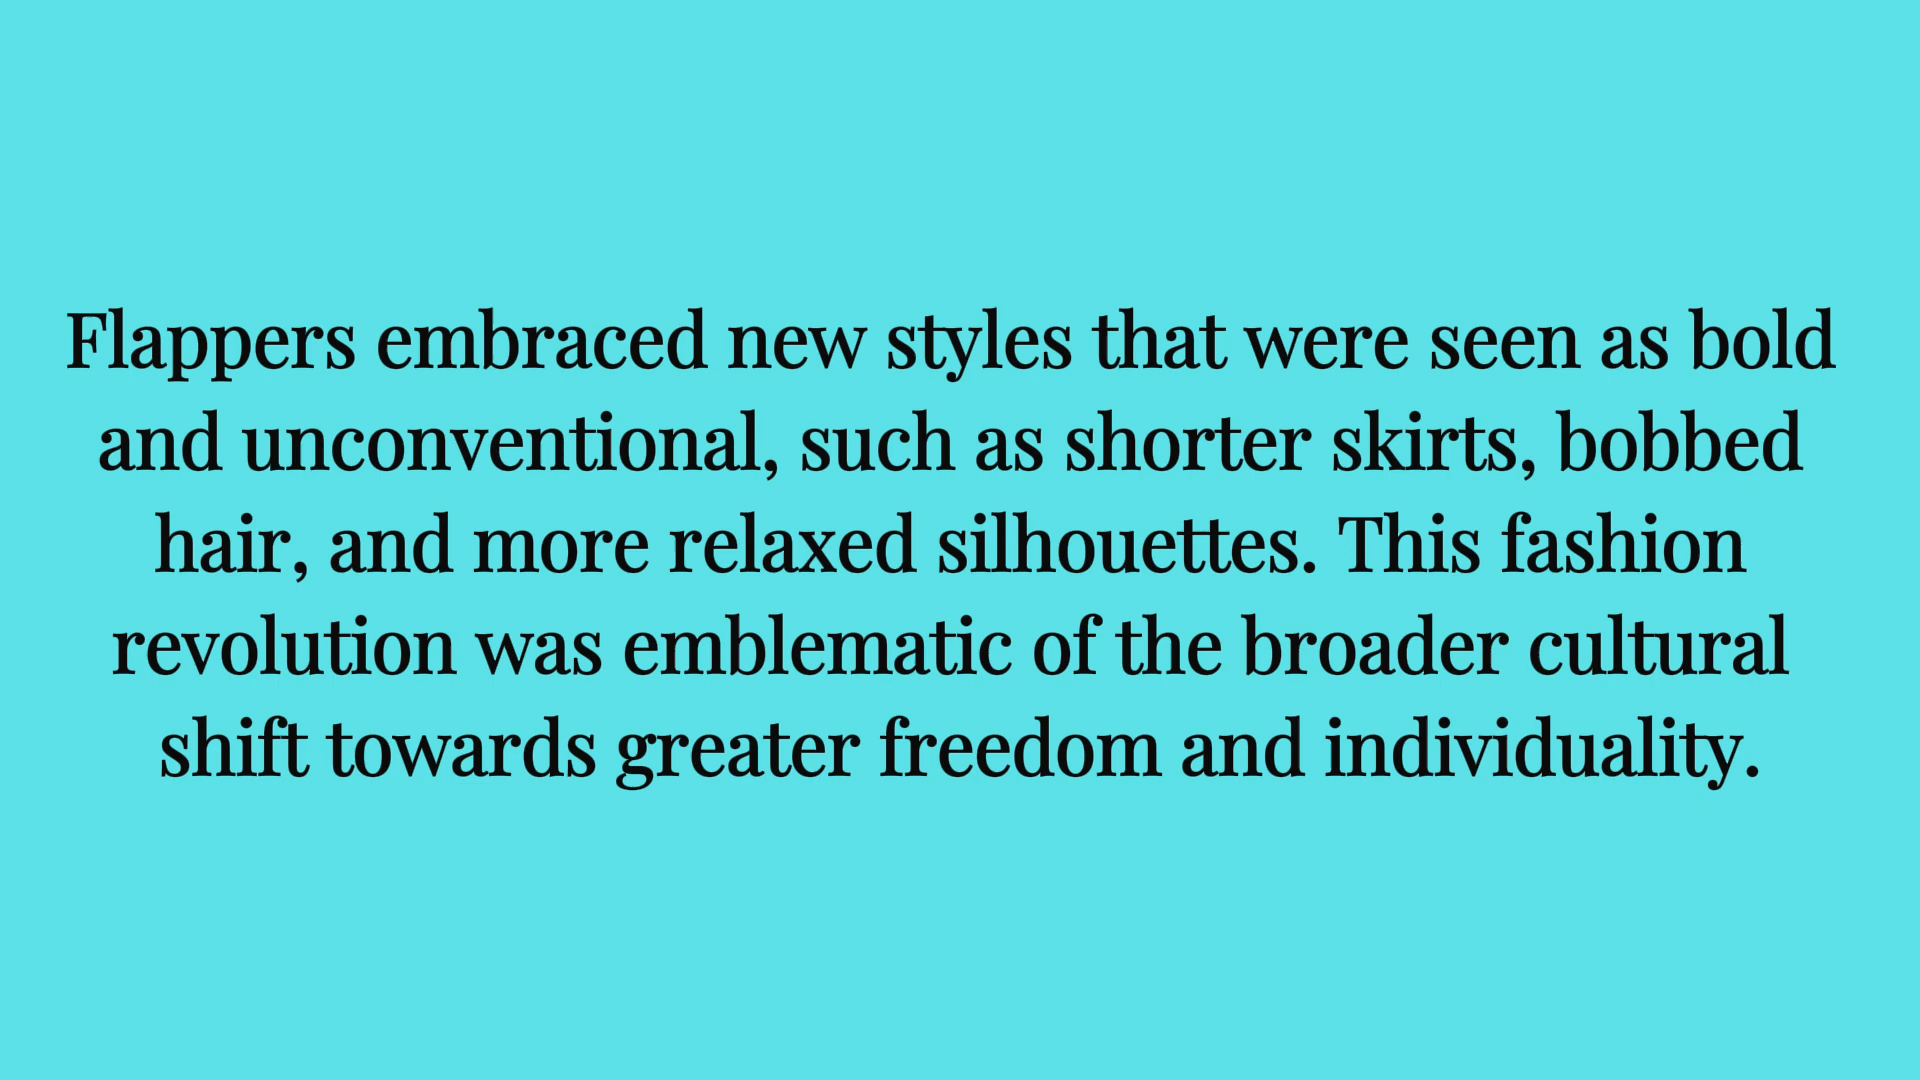 Flappers embraced new styles that were seen as bold
and unconventional, such as shorter skirts, bobbed
hair, and more relaxed silhouettes. This fashion
revolution was emblematic of the broader cultural
shift towards greater freedom and individuality.